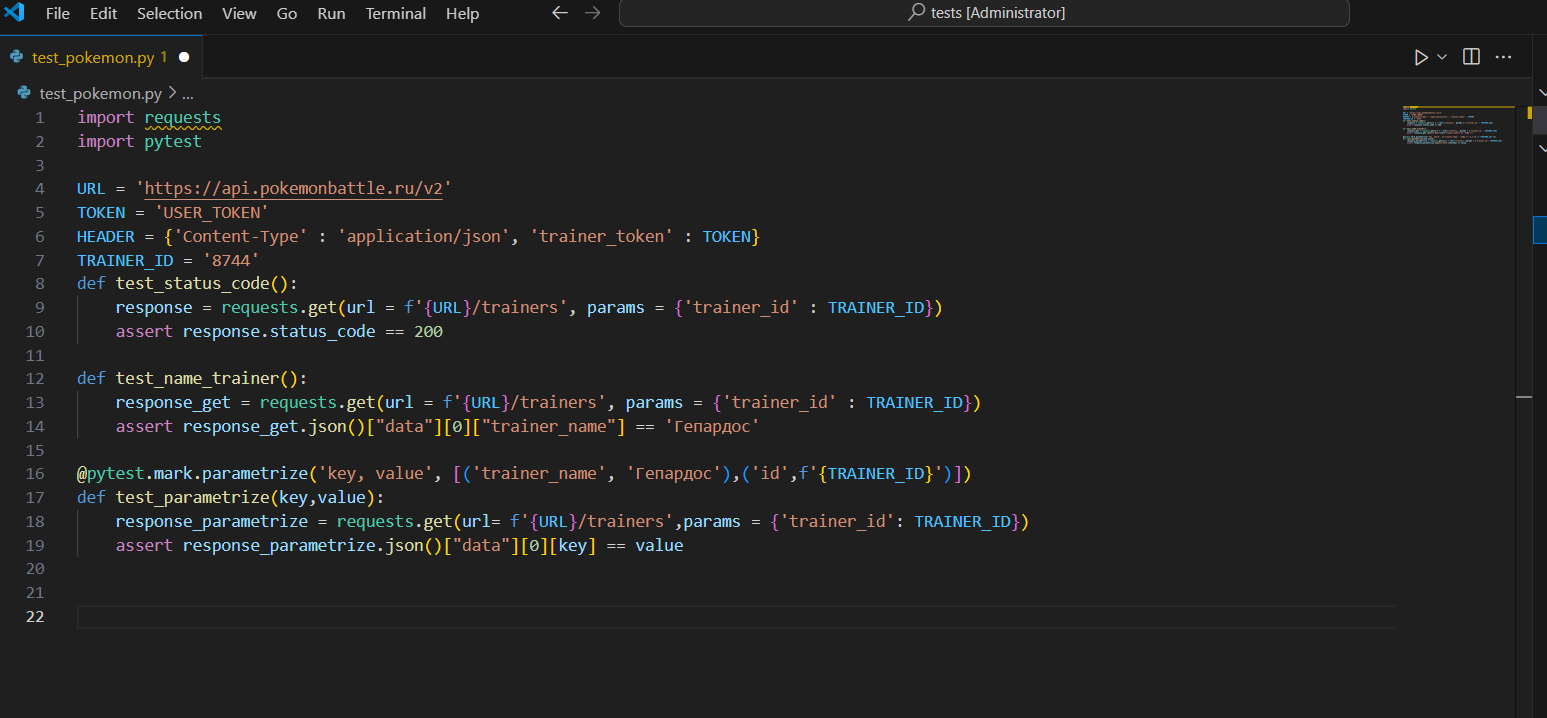 File Edit Selection View Go Run Terminal Help
tests [Administrator]
test_pokemon.py 1
test_pokemon.py > ...
1 import requests
2 import pytest
3
4 URL = 'https://api.pokemonbattle.ru/v2'
5 TOKEN = 'USER_TOKEN'
6 HEADER = {'Content-Type' : 'application/json', 'trainer_token' : TOKEN}
7 TRAINER_ID = '8744'
8 def test_status_code():
9 response = requests.get(url = f'{URL}/trainers', params = {'trainer_id' : TRAINER_ID})
10 assert response.status_code == 200
11
12 def test_name_trainer():
13 response_get = requests.get(url = f'{URL}/trainers', params = {'trainer_id' : TRAINER_ID})
14 assert response_get.json()["data"][0]["trainer_name"] == 'Гепардос'
15
16 @pytest.mark.parametrize('key, value', [('trainer_name', 'Гепардос'),('id',f'{TRAINER_ID}')])
17 def test_parametrize(key,value):
18 response_parametrize = requests.get(url= f'{URL}/trainers',params = {'trainer_id': TRAINER_ID})
19 assert response_parametrize.json()["data"][0][key] == value
20
21
22